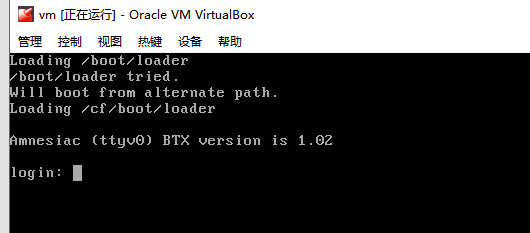 vm [正在运行] - Oracle VM VirtualBox
管理 控制 视图 热键 设备 帮助
Loading /boot/loader
/boot/loader tried.
Will boot from alternate path.
Loading /cf/boot/loader
Amnesiac (ttyv0) BTX version is 1.02
login: